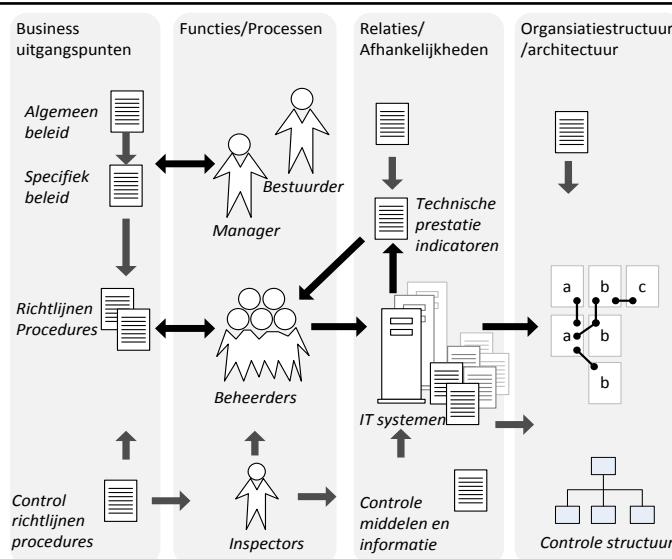 Business
uitgangspunten
Functies/Processen
Relaties/
Afhankelijkheden
Organsiatiestructuur
/architectuur
Algemeen
beleid
Specifiek
beleid
Bestuurder
Manager
Technische
prestatie
indicatoren
Richtlijnen
Procedures
a
b
c
a
b
b
Beheerders
IT systemen
Control
richtlijnen
procedures
Inspectors
Controle
middelen en
informatie
Controle structuur